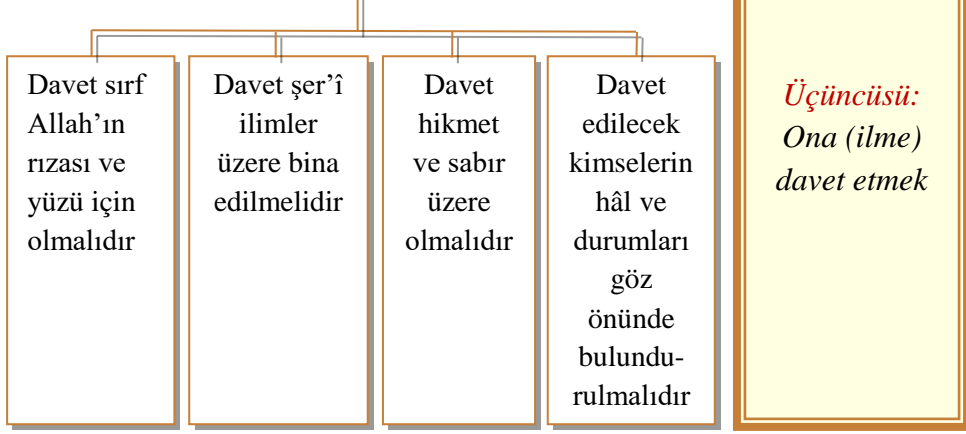 Davet sırf
Allah’ın
rızası ve
yüzü için
olmalıdır
Davet şer’î
ilimler
üzere bina
edilmelidir
Davet
hikmet
ve sabır
üzere
olmalıdır
Davet
edilecek
kimselerin
hâl ve
durumları
göz
önünde
bulundu-
rulmalıdır
Üçüncüsü:
Ona (ilme)
davet etmek